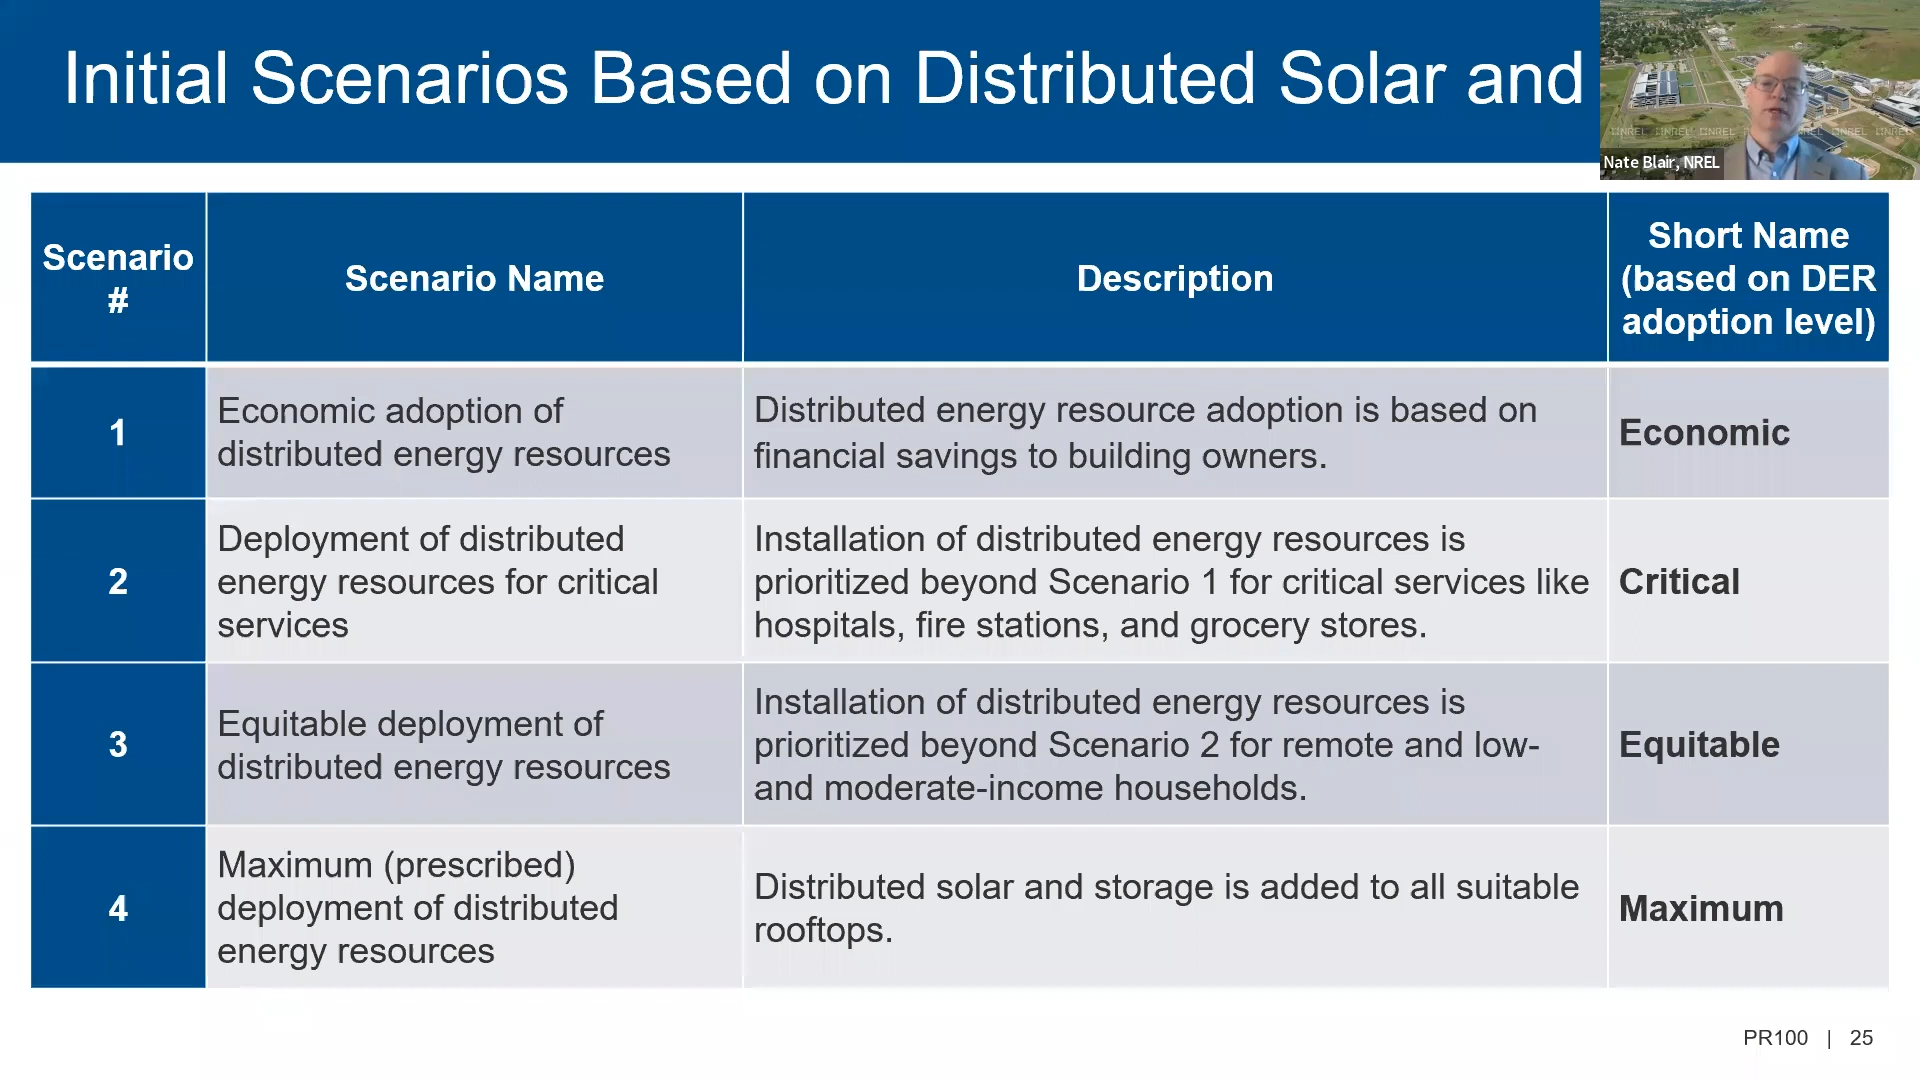 Initial Scenarios Based on Distributed Solar and
NREL NREL NREL NREL NREL NREL
Nate Blair, NREL
Scenario
#
Scenario Name
Description
Short Name
(based on DER
adoption level)
1
Economic adoption of
distributed energy resources
Distributed energy resource adoption is based on
financial savings to building owners.
Economic
2
Deployment of distributed
energy resources for critical
services
Installation of distributed energy resources is
prioritized beyond Scenario 1 for critical services like
hospitals, fire stations, and grocery stores.
Critical
3
Equitable deployment of
distributed energy resources
Installation of distributed energy resources is
prioritized beyond Scenario 2 for remote and low-
and moderate-income households.
Equitable
4
Maximum (prescribed)
deployment of distributed
energy resources
Distributed solar and storage is added to all suitable
rooftops.
Maximum
PR100 | 25